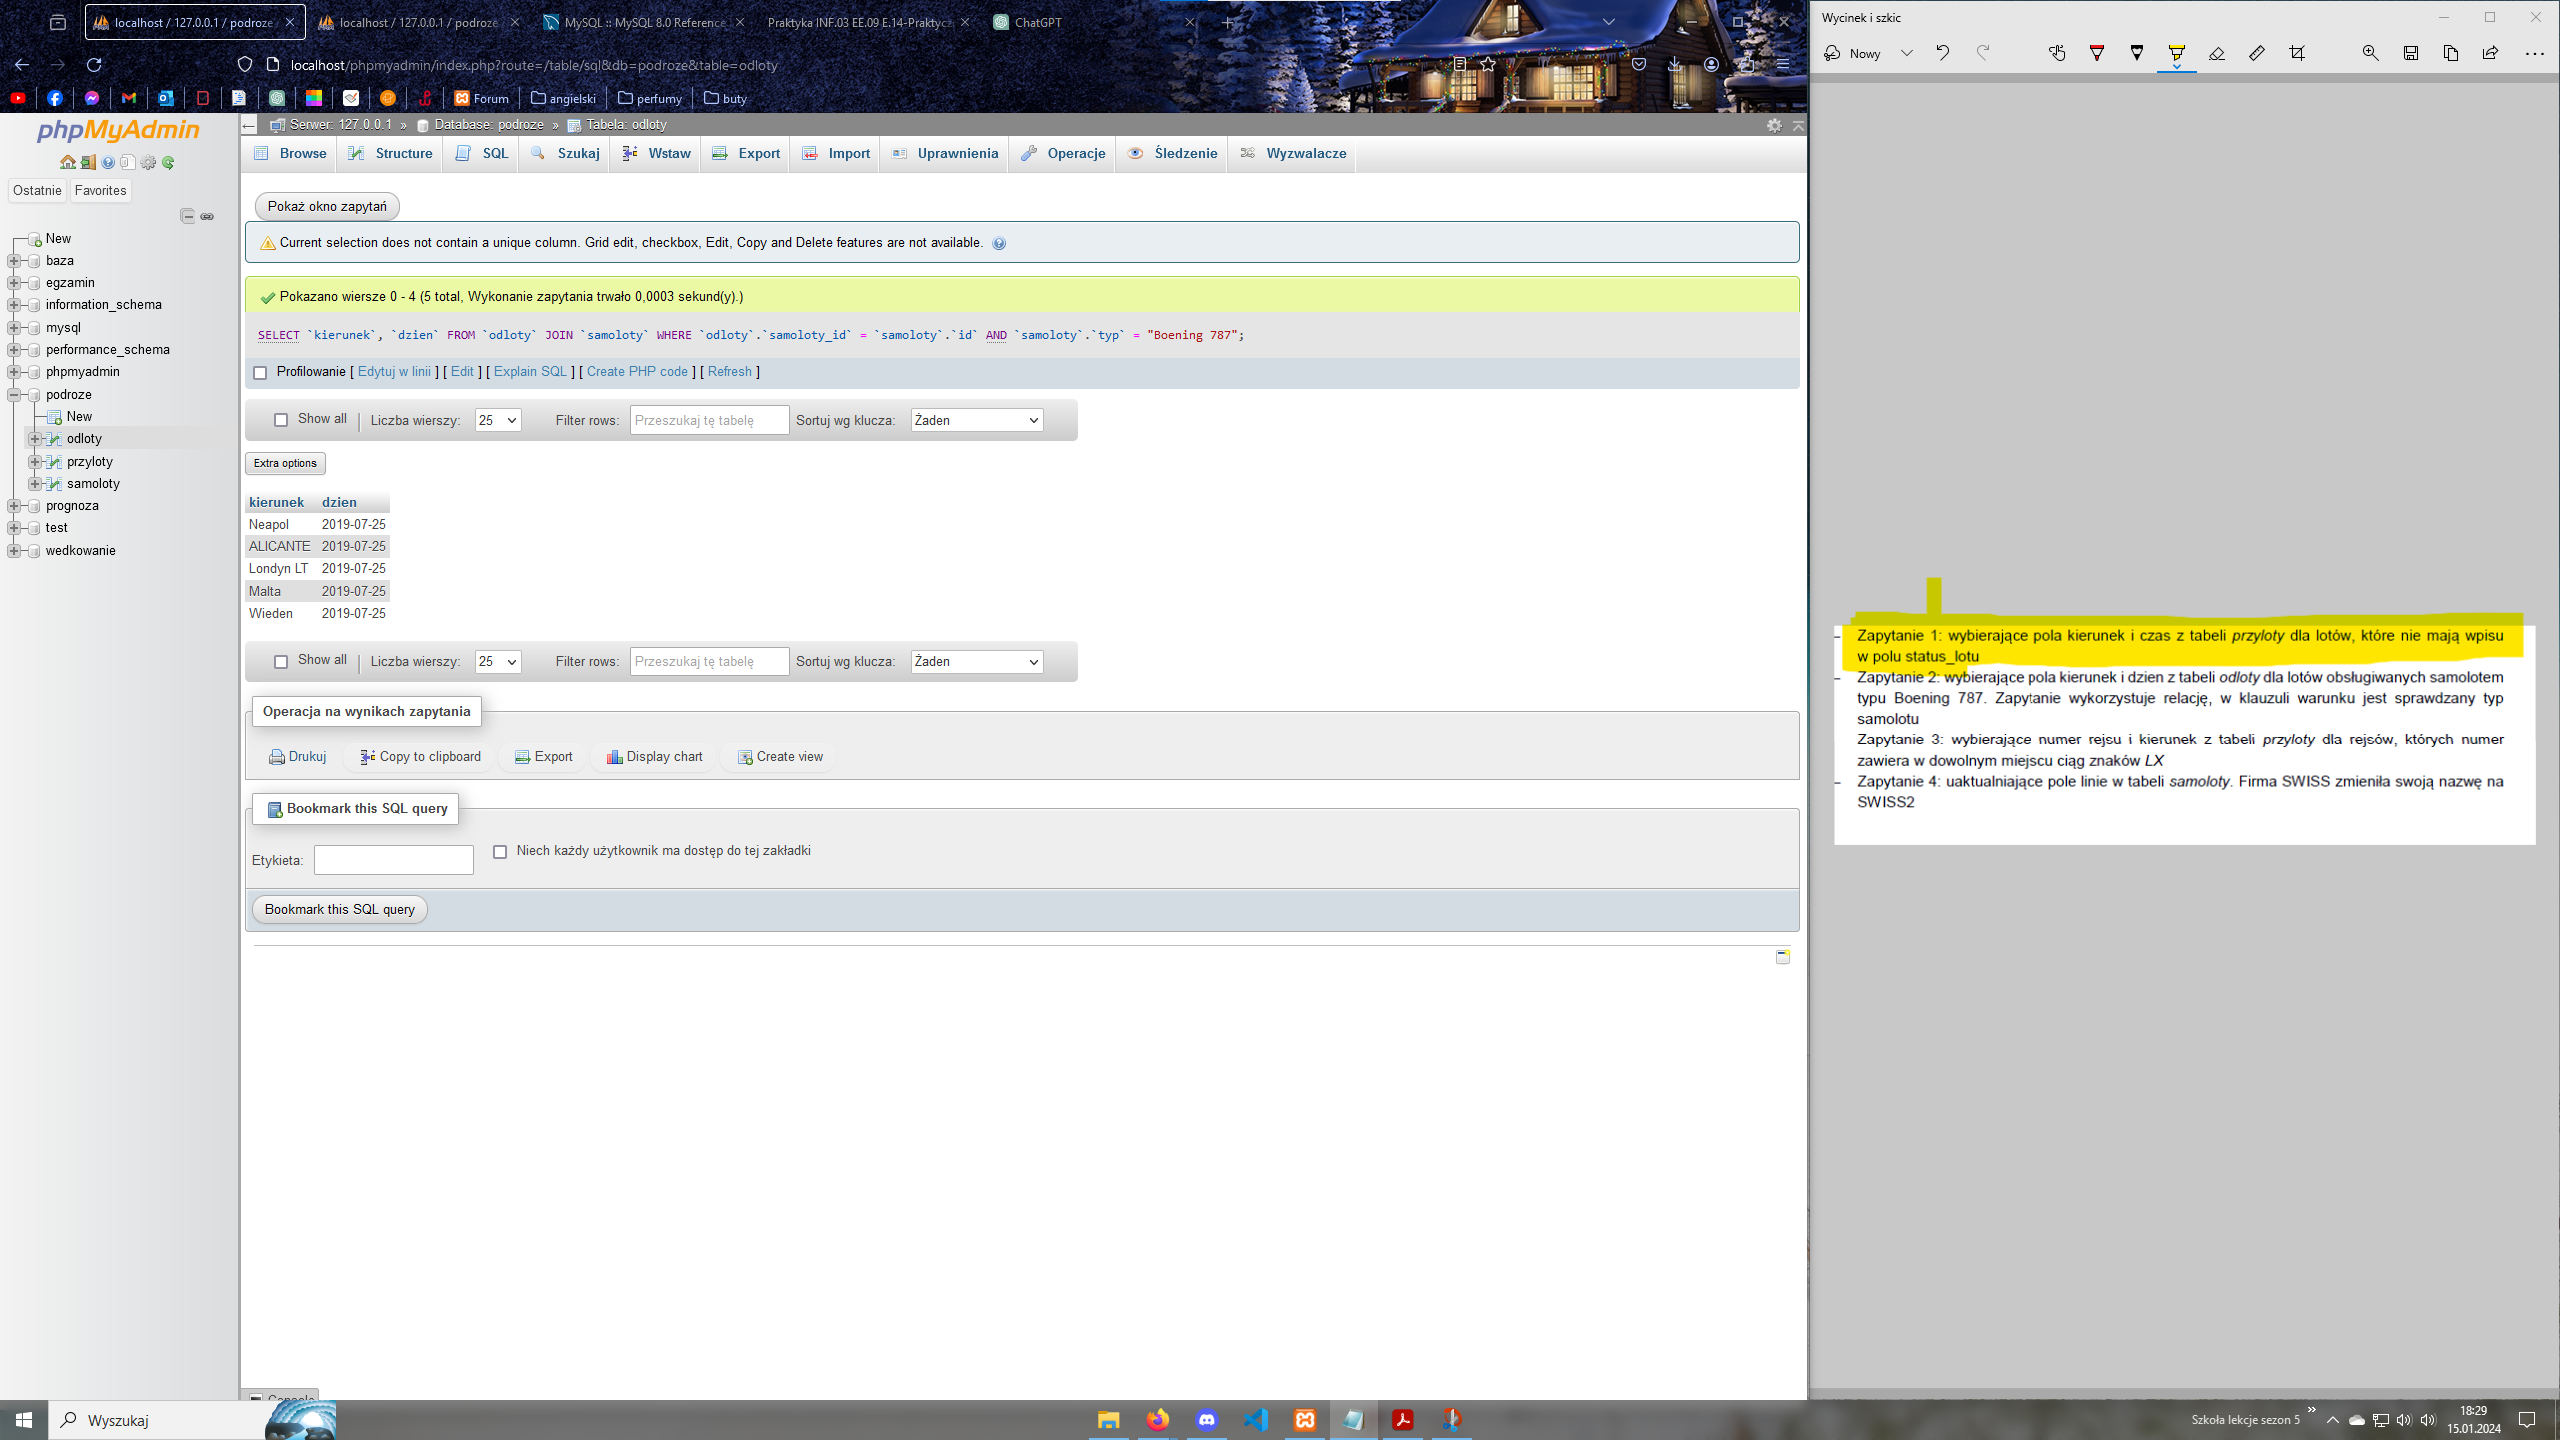 localhost / 127.0.0.1 / podroze
localhost / 127.0.0.1 / podroze
MySQL :: MySQL 8.0 Reference
Praktyka INF.03 EE.09 E.14-Praktycz
ChatGPT
localhost/phpmyadmin/index.php?route=/table/sql&db=podroze&table=odloty
Forum
angielski
perfumy
buty
phpMyAdmin
Ostatnie
Favorites
New
baza
egzamin
information_schema
mysql
performance_schema
phpmyadmin
podroze
New
odloty
przyloty
samoloty
prognoza
test
wedkowanie
Serwer: 127.0.0.1 » Database: podroze » Tabela: odloty
Browse
Structure
SQL
Szukaj
Wstaw
Export
Import
Uprawnienia
Operacje
Śledzenie
Wyzwalacze
Pokaż okno zapytań
Current selection does not contain a unique column. Grid edit, checkbox, Edit, Copy and Delete features are not available.
Pokazano wiersze 0 - 4 (5 total, Wykonanie zapytania trwało 0,0003 sekund(y).)
SELECT `kierunek`, `dzien` FROM `odloty` JOIN `samoloty` WHERE `odloty`.`samoloty_id` = `samoloty`.`id` AND `samoloty`.`typ` = "Boening 787";
Profilowanie [ Edytuj w linii ] [ Edit ] [ Explain SQL ] [ Create PHP code ] [ Refresh ]
Show all | Liczba wierszy: 25 Filter rows: Przeszukaj tę tabelę Sortuj wg klucza: Żaden
Extra options
kierunek dzien
Neapol 2019-07-25
ALICANTE 2019-07-25
Londyn LT 2019-07-25
Malta 2019-07-25
Wieden 2019-07-25
Show all | Liczba wierszy: 25 Filter rows: Przeszukaj tę tabelę Sortuj wg klucza: Żaden
Operacja na wynikach zapytania
Drukuj
Copy to clipboard
Export
Display chart
Create view
Bookmark this SQL query
Etykieta:
Niech każdy użytkownik ma dostęp do tej zakładki
Bookmark this SQL query
Console
Wycinek i szkic
Nowy
- Zapytanie 1: wybierające pola kierunek i czas z tabeli przyloty dla lotów, które nie mają wpisu
w polu status_lotu
- Zapytanie 2: wybierające pola kierunek i dzien z tabeli odloty dla lotów obsługiwanych samolotem
typu Boening 787. Zapytanie wykorzystuje relację, w klauzuli warunku jest sprawdzany typ
samolotu
Zapytanie 3: wybierające numer rejsu i kierunek z tabeli przyloty dla rejsów, których numer
zawiera w dowolnym miejscu ciąg znaków LX
- Zapytanie 4: uaktualniające pole linie w tabeli samoloty. Firma SWISS zmieniła swoją nazwę na
SWISS2
Wyszukaj
Szkoła lekcje sezon 5
18:29
15.01.2024